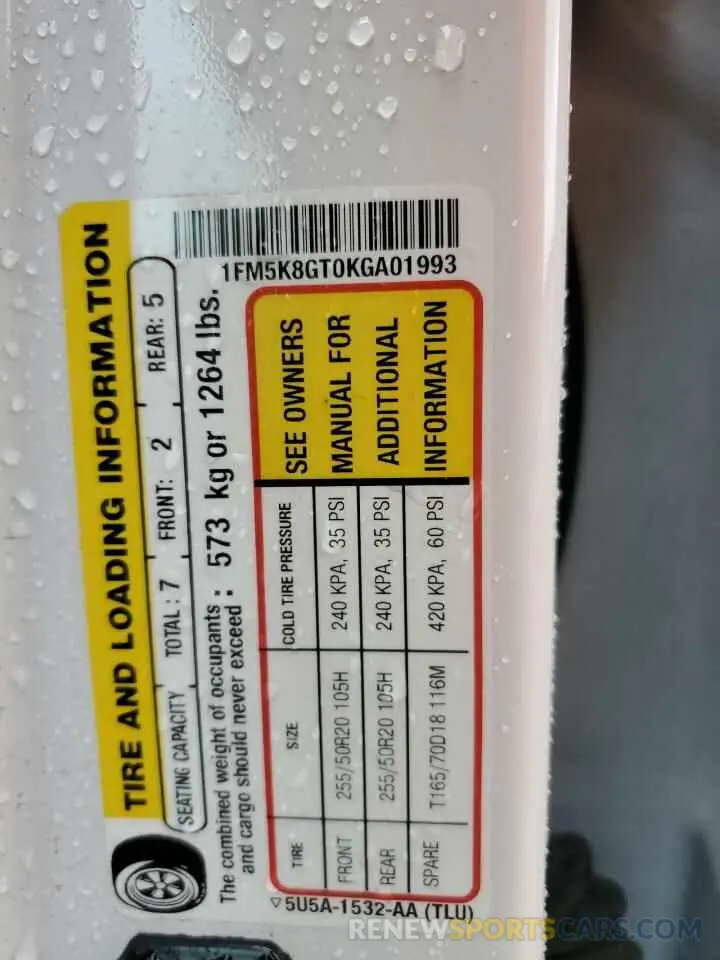 1FM5K8GT0KGA01993
TIRE AND LOADING INFORMATION
SEATING CAPACITY TOTAL : 7 FRONT: 2 REAR: 5
The combined weight of occupants : 573 kg or 1264 lbs.
and cargo should never exceed :
TIRE SIZE COLD TIRE PRESSURE SEE OWNERS
FRONT 255/50R20 105H 240 KPA, 35 PSI MANUAL FOR
REAR 255/50R20 105H 240 KPA, 35 PSI ADDITIONAL
SPARE T165/70D18 116M 420 KPA, 60 PSI INFORMATION
▽5U5A-1532-AA (TLU)
RENEWSPORTSCARS.COM